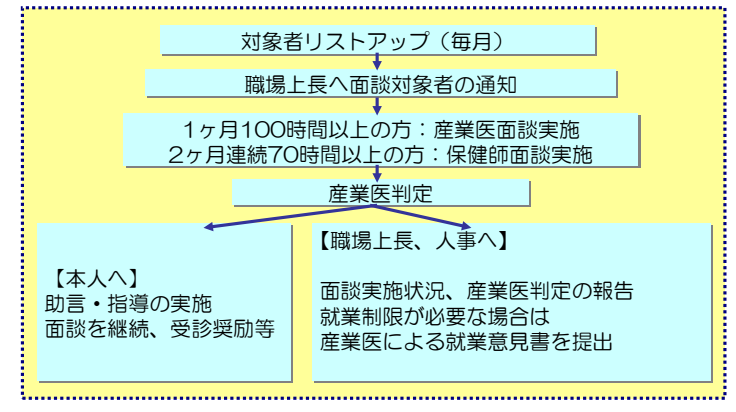 対象者リストアップ（毎月）
職場上長へ面談対象者の通知
1ヶ月100時間以上の方：産業医面談実施
2ヶ月連続70時間以上の方：保健師面談実施
産業医判定
【本人へ】
助言・指導の実施
面談を継続、受診奨励等
【職場上長、人事へ】
面談実施状況、産業医判定の報告
就業制限が必要な場合は
産業医による就業意見書を提出